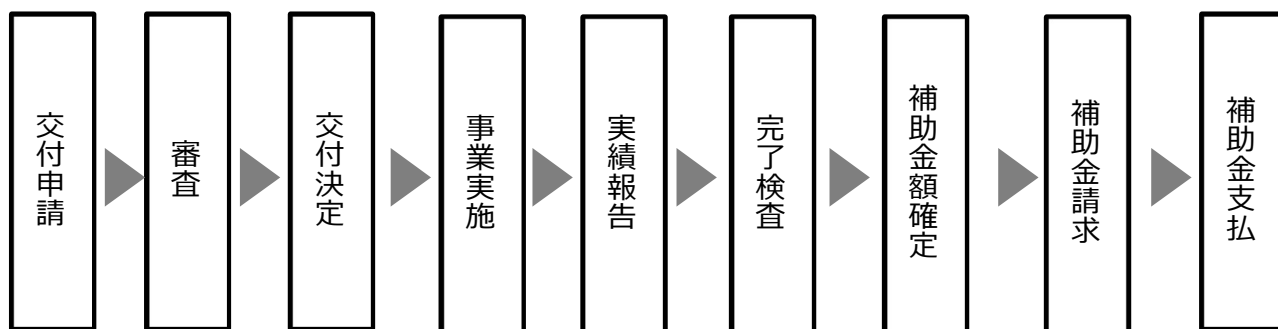 交付申請
審査
交付決定
事業実施
実績報告
完了検査
補助金額確定
補助金請求
補助金支払